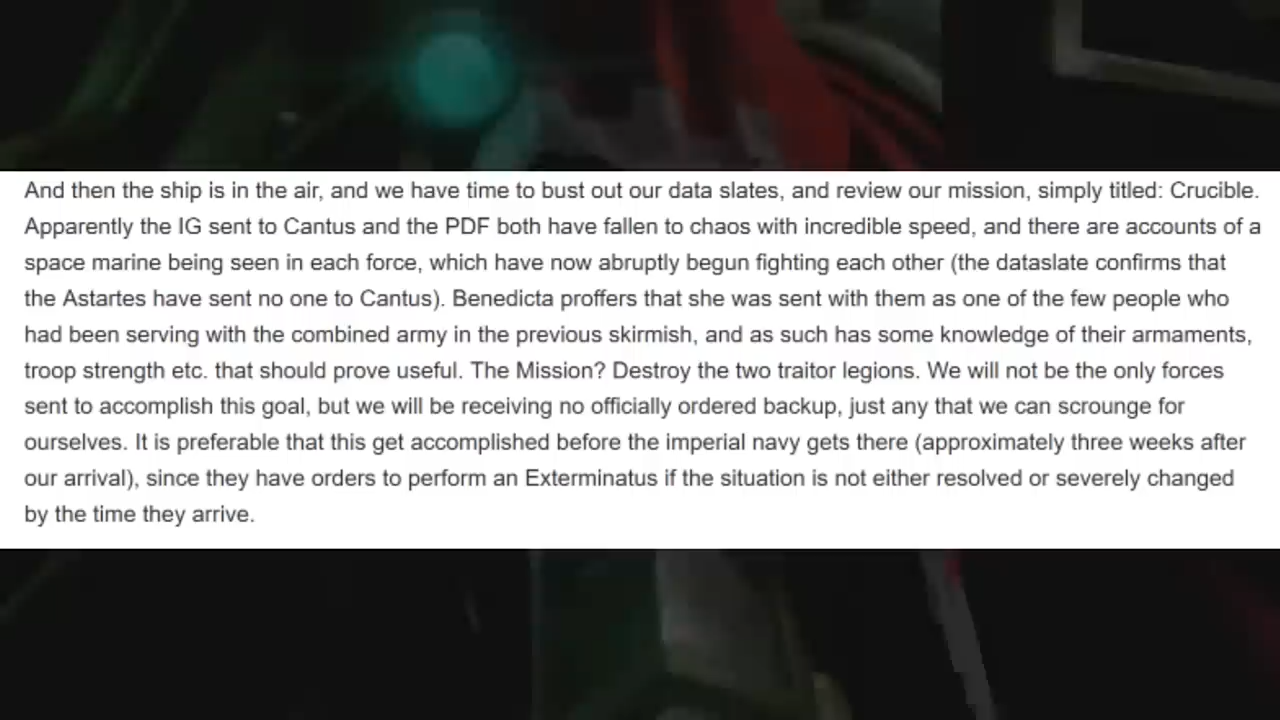 And then the ship is in the air, and we have time to bust out our data slates, and review our mission, simply titled: Crucible.
Apparently the IG sent to Cantus and the PDF both have fallen to chaos with incredible speed, and there are accounts of a
space marine being seen in each force, which have now abruptly begun fighting each other (the dataslate confirms that
the Astartes have sent no one to Cantus). Benedicta proffers that she was sent with them as one of the few people who
had been serving with the combined army in the previous skirmish, and as such has some knowledge of their armaments,
troop strength etc. that should prove useful. The Mission? Destroy the two traitor legions. We will not be the only forces
sent to accomplish this goal, but we will be receiving no officially ordered backup, just any that we can scrounge for
ourselves. It is preferable that this get accomplished before the imperial navy gets there (approximately three weeks after
our arrival), since they have orders to perform an Exterminatus if the situation is not either resolved or severely changed
by the time they arrive.